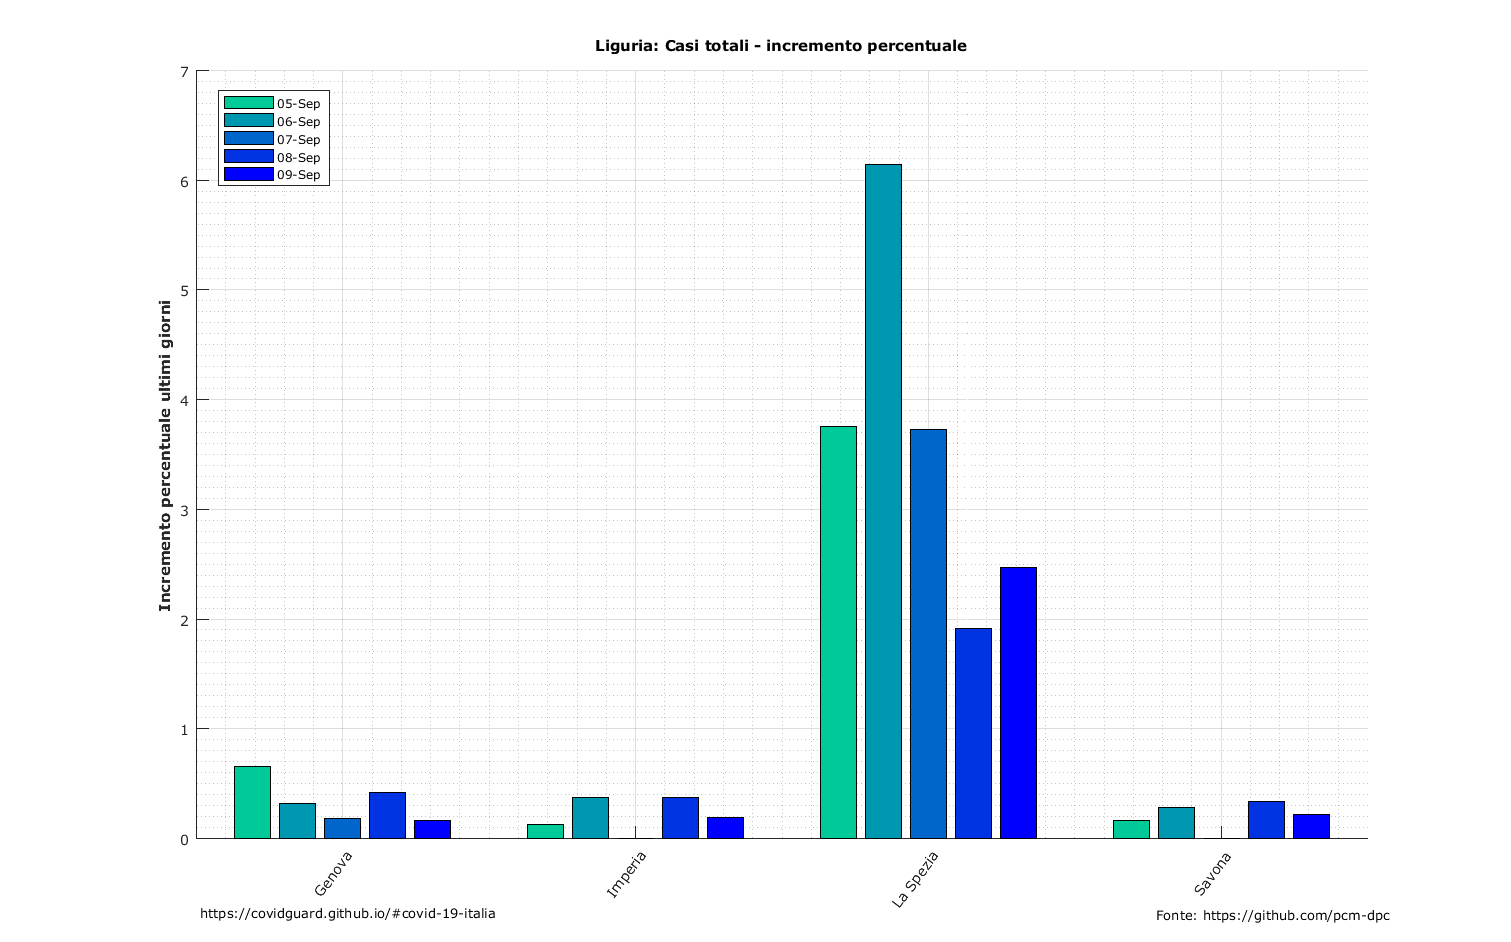 Liguria: Casi totali - incremento percentuale
7
6
5
4
3
2
1
0
Incremento percentuale ultimi giorni
05-Sep
06-Sep
07-Sep
08-Sep
09-Sep
Genova
Imperia
La Spezia
Savona
https://covidguard.github.io/#covid-19-italia
Fonte: https://github.com/pcm-dpc